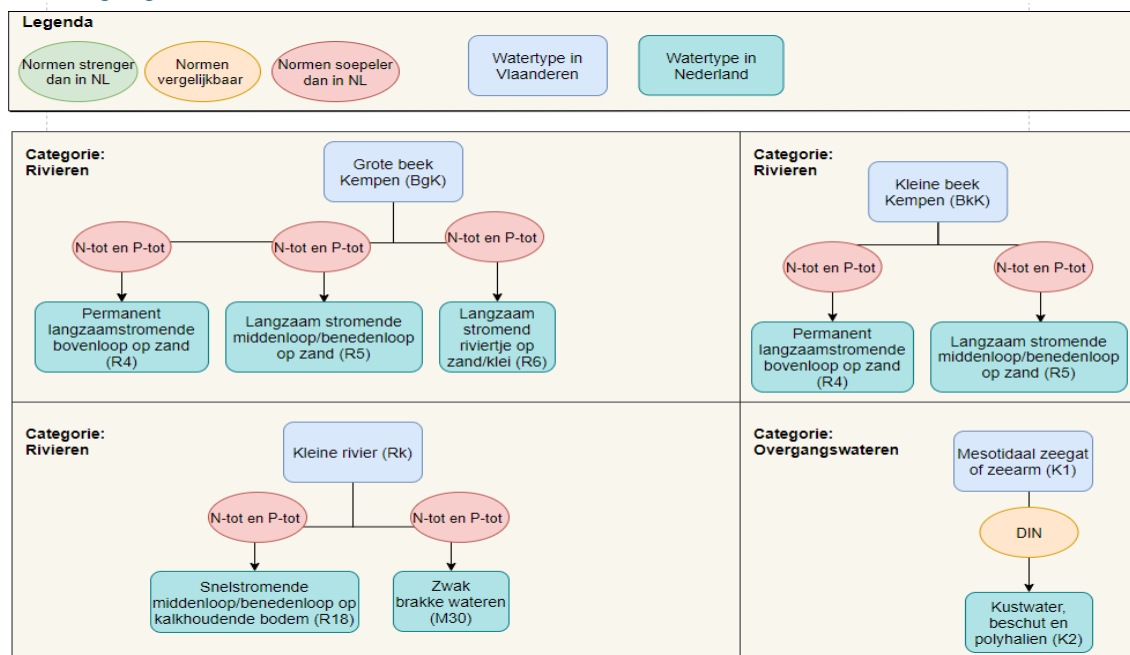 Legenda
Normen strenger
dan in NL
Normen
vergelijkbaar
Normen soepeler
dan in NL
Watertype in
Vlaanderen
Watertype in
Nederland
Categorie:
Rivieren
Grote beek
Kempen (BgK)
N-tot en P-tot
N-tot en P-tot
N-tot en P-tot
Permanent
langzaamstromende
bovenloop op zand
(R4)
Langzaam stromende
middenloop/benedenloop
op zand (R5)
Langzaam
stromend
riviertje op
zand/klei (R6)
Categorie:
Rivieren
Kleine beek
Kempen (BkK)
N-tot en P-tot
N-tot en P-tot
Permanent
langzaamstromende
bovenloop op zand
(R4)
Langzaam stromende
middenloop/benedenloop
op zand (R5)
Categorie:
Rivieren
Kleine rivier (Rk)
N-tot en P-tot
N-tot en P-tot
Snelstromende
middenloop/benedenloop op
kalkhoudende bodem (R18)
Zwak
brakke wateren
(M30)
Categorie:
Overgangswateren
Mesotidaal zeegat
of zeearm (K1)
DIN
Kustwater,
beschut en
polyhalien (K2)